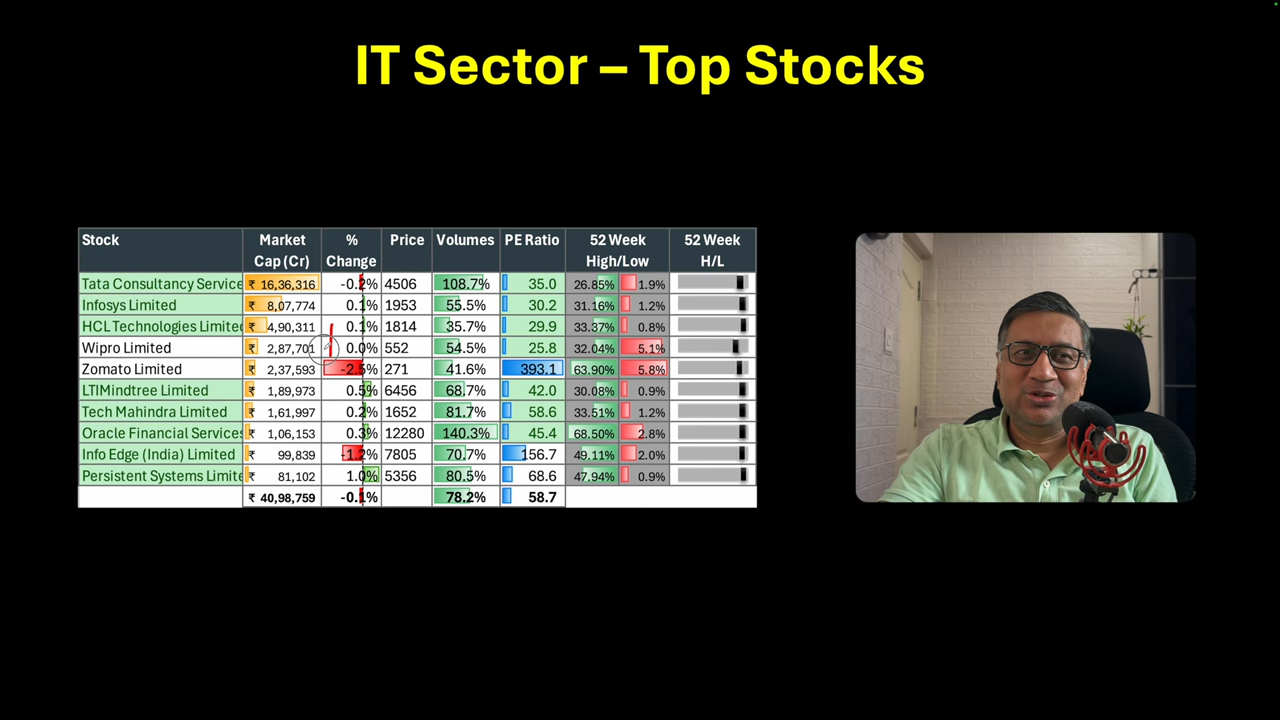 IT Sector – Top Stocks
Stock Market Cap (Cr) % Change Price Volumes PE Ratio 52 Week High/Low 52 Week H/L
Tata Consultancy Service ₹ 16,36,316 -0.2% 4506 108.7% 35.0 26.85% 1.9%
Infosys Limited ₹ 8,07,774 0.1% 1953 55.5% 30.2 31.16% 1.2%
HCL Technologies Limited ₹ 4,90,311 0.1% 1814 35.7% 29.9 33.37% 0.8%
Wipro Limited ₹ 2,87,701 0.0% 552 54.5% 25.8 32.04% 5.1%
Zomato Limited ₹ 2,37,593 -2.5% 271 41.6% 393.1 63.90% 5.8%
LTIMindtree Limited ₹ 1,89,973 0.5% 6456 68.7% 42.0 30.08% 0.9%
Tech Mahindra Limited ₹ 1,61,997 0.2% 1652 81.7% 58.6 33.51% 1.2%
Oracle Financial Services ₹ 1,06,153 0.3% 12280 140.3% 45.4 68.50% 2.8%
Info Edge (India) Limited ₹ 99,839 -1.2% 7805 70.7% 156.7 49.11% 2.0%
Persistent Systems Limite ₹ 81,102 1.0% 5356 80.5% 68.6 47.94% 0.9%
₹ 40,98,759 -0.1% 78.2% 58.7